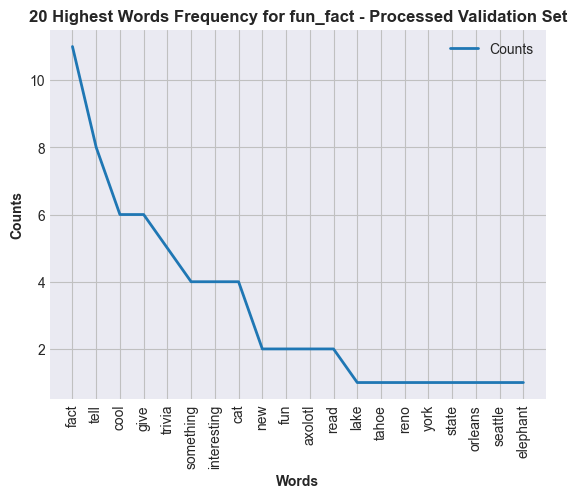 20 Highest Words Frequency for fun_fact - Processed Validation Set
Counts
10
8
6
4
2
Counts
fact
tell
cool
give
trivia
something
interesting
cat
new
fun
axolotl
read
lake
tahoe
reno
york
state
orleans
seattle
elephant
Words